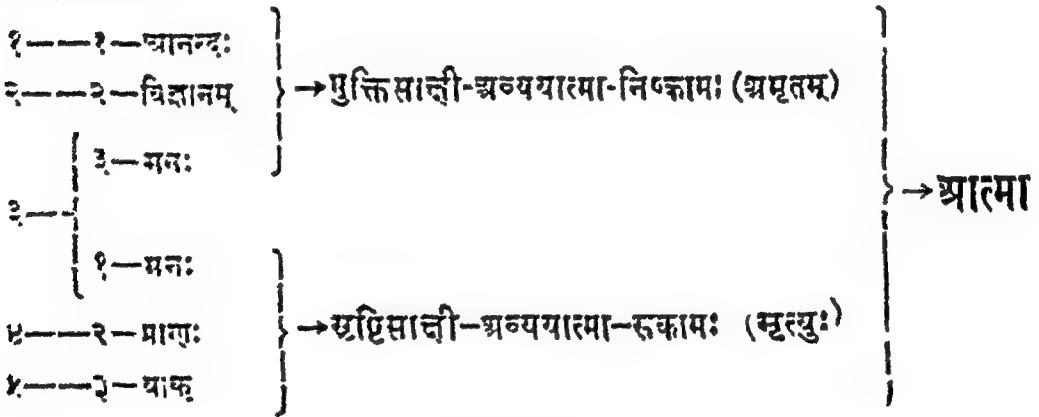 १——१—आनन्दः
२——२—विज्ञानम्
→मुक्तिसाक्षी-अव्ययात्मा-निष्कामः (अमृतम्)
३—मनः
३—
→आत्मा
१—मनः
४——२—प्राणः
→सृष्टिसाक्षी-अव्ययात्मा-सकामः (मृत्युः)
५——३—वाक्